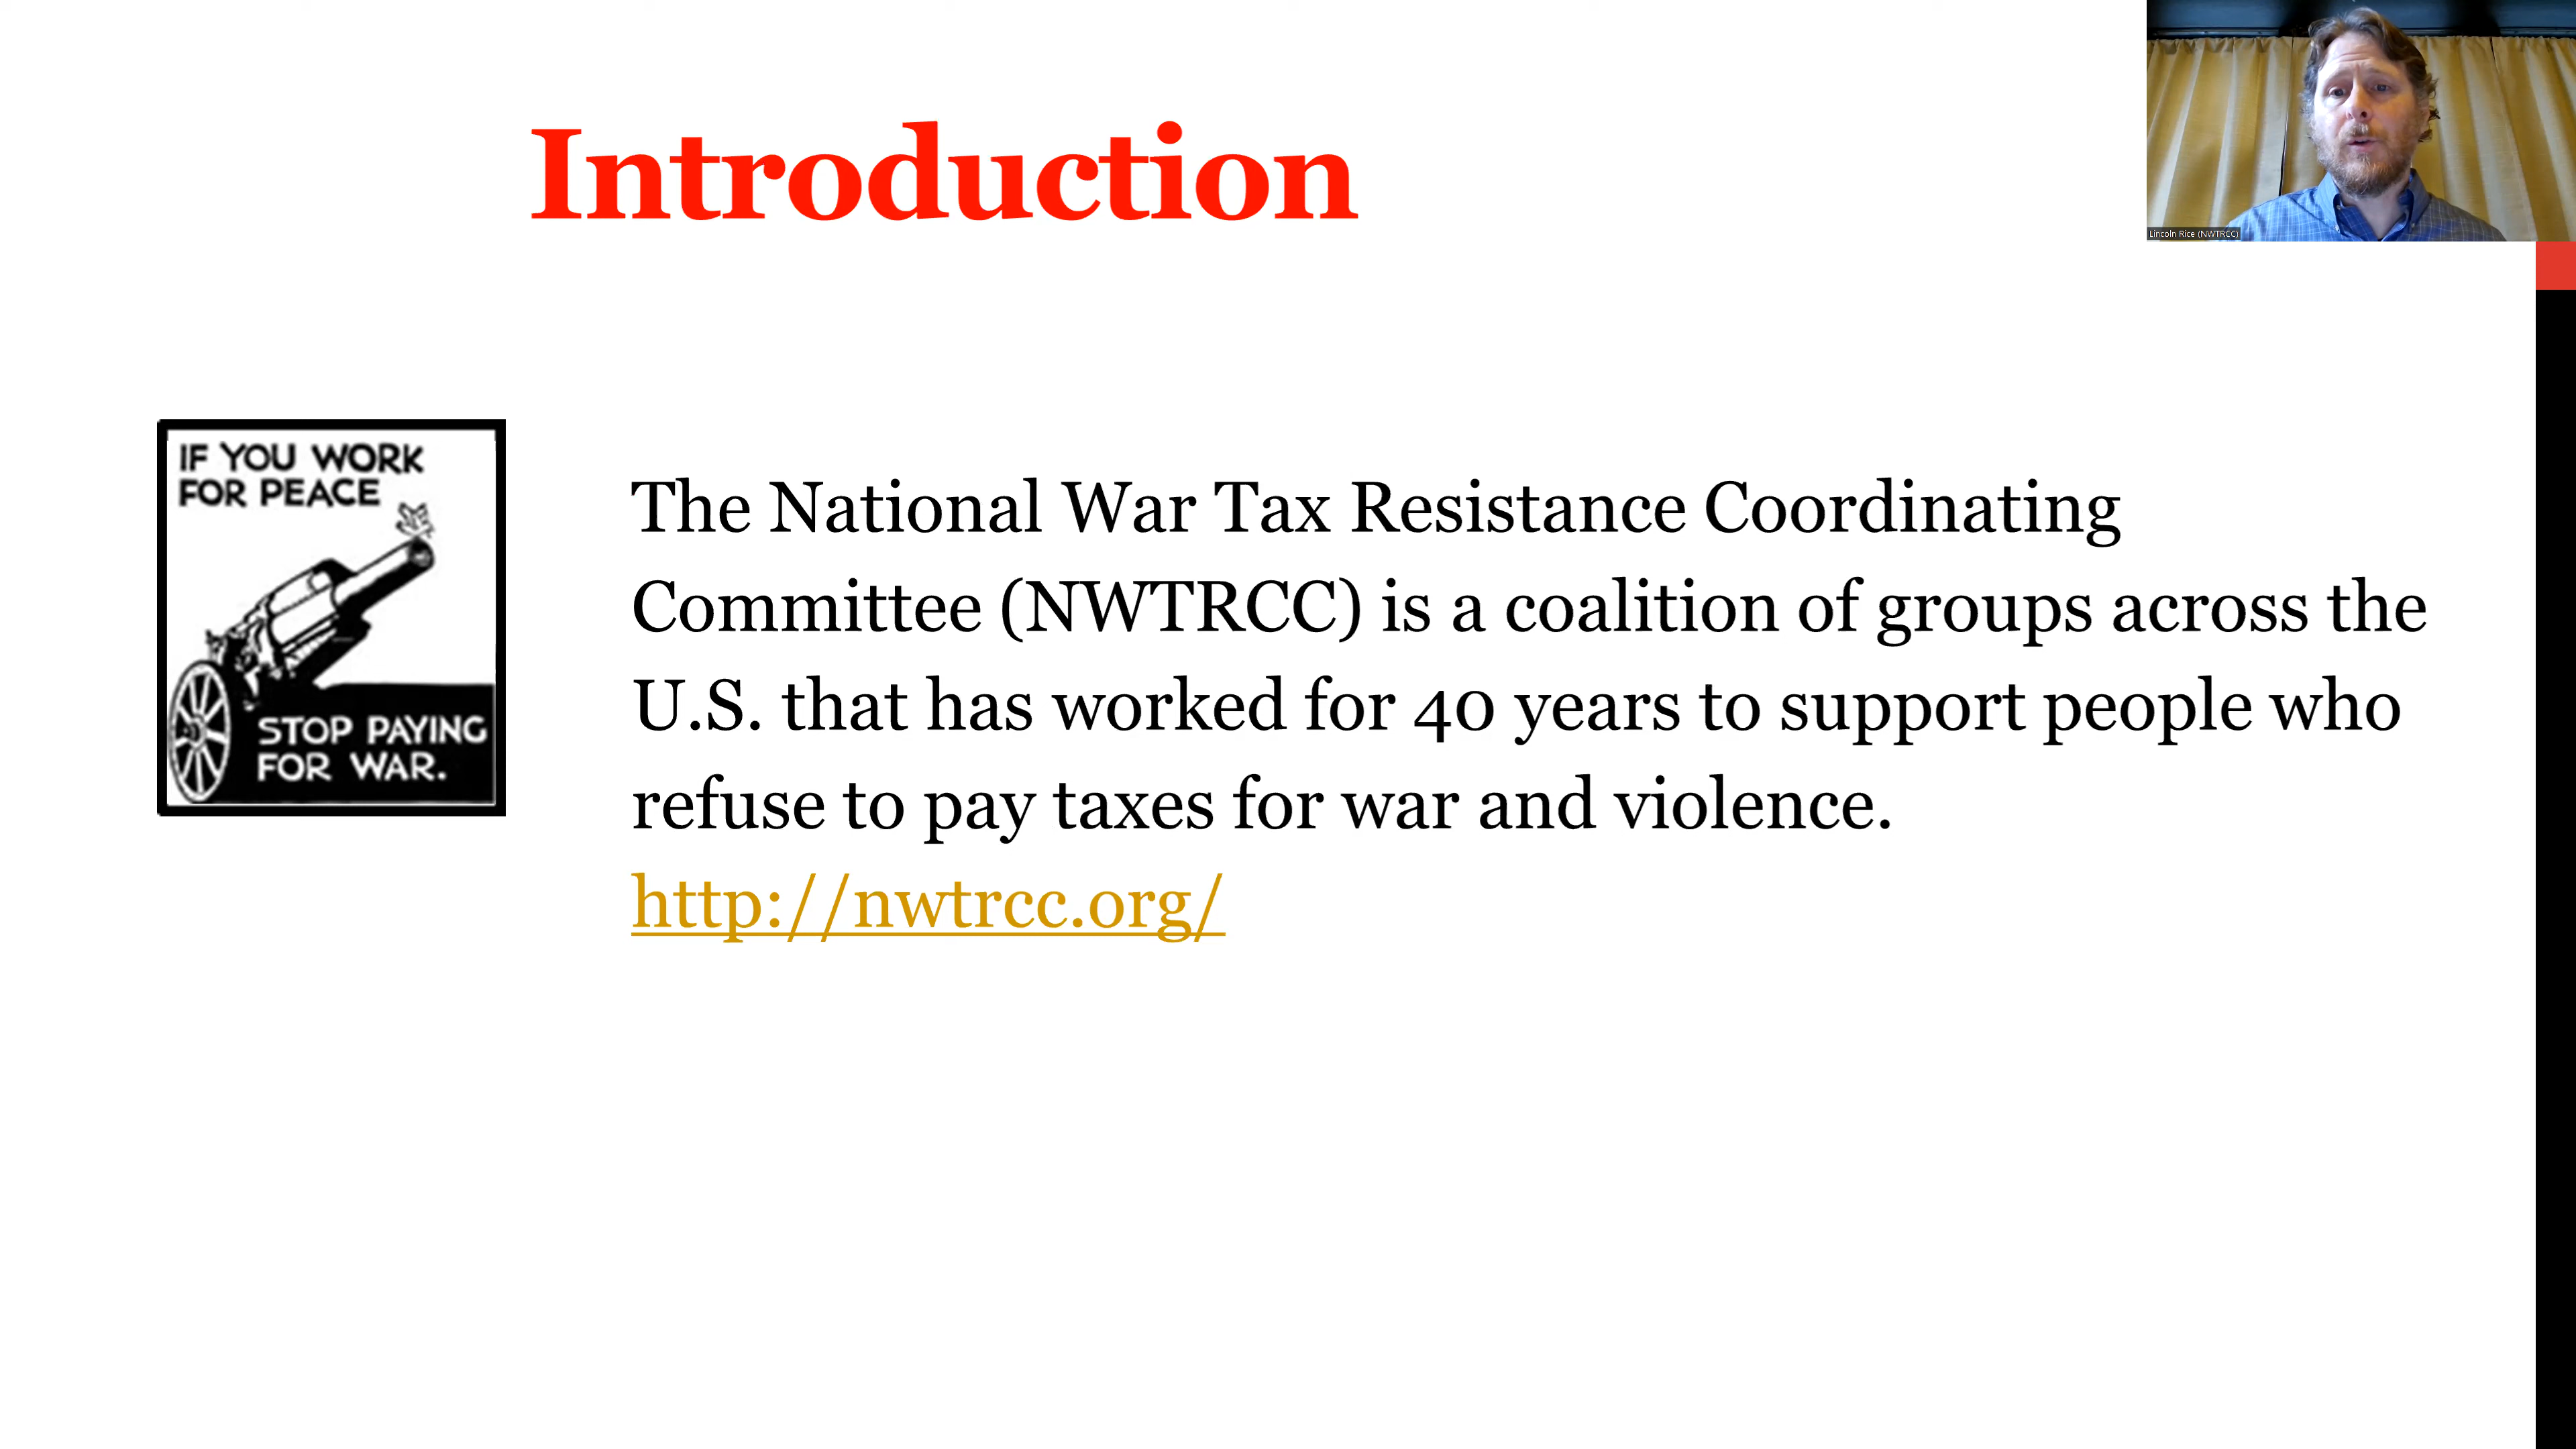 Introduction
Lincoln Rice (NWTRCC)
IF YOU WORK
FOR PEACE
STOP PAYING
FOR WAR.
The National War Tax Resistance Coordinating
Committee (NWTRCC) is a coalition of groups across the
U.S. that has worked for 40 years to support people who
refuse to pay taxes for war and violence.
http://nwtrcc.org/